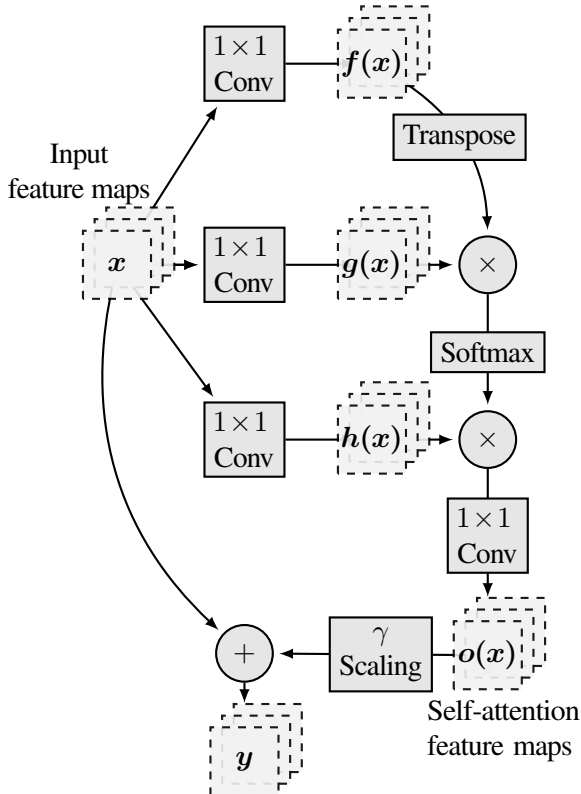 1×1
Conv
f(x)
Transpose
Input
feature maps
x
1×1
Conv
g(x)
×
Softmax
1×1
Conv
h(x)
×
1×1
Conv
+
γ
Scaling
o(x)
Self-attention
feature maps
y